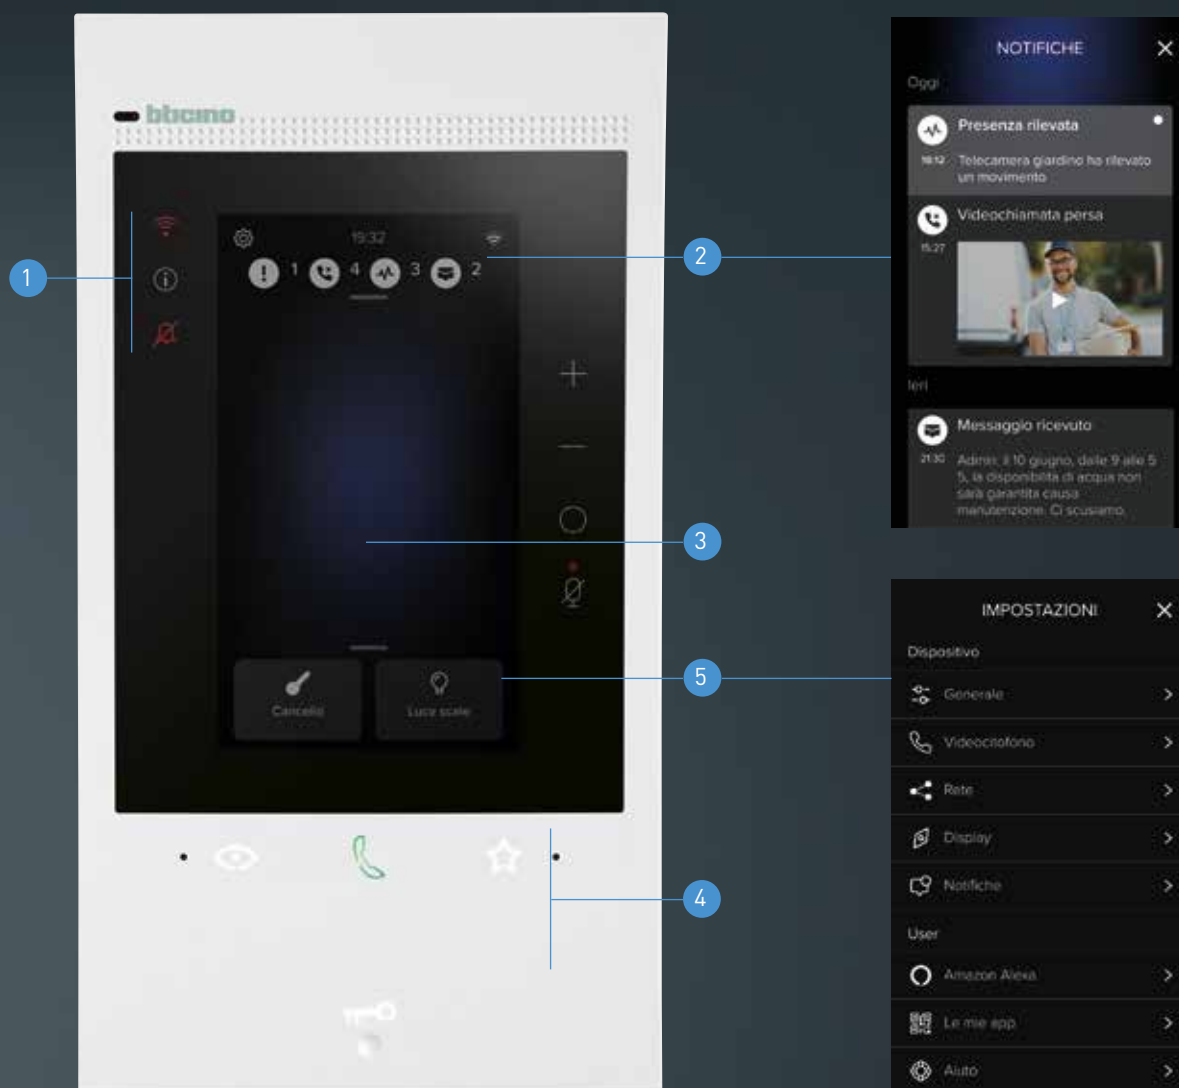 bticino
1
19:32
1 4 3 2
2
3
Cancello
Luce scale
5
4
NOTIFICHE
Oggi
Presenza rilevata
16:12
Telecamera giardino ha rilevato
un movimento
Videochiamata persa
15:27
Ieri
Messaggio ricevuto
21:30
Admin: il 10 giugno, dalle 9 alle 5
5, la disponibilità di acqua non
sarà garantita causa
manutenzione. Ci scusiamo.
IMPOSTAZIONI
Dispositivo
Generale
Videocitofono
Rete
Display
Notifiche
User
Amazon Alexa
Le mie app
Aiuto